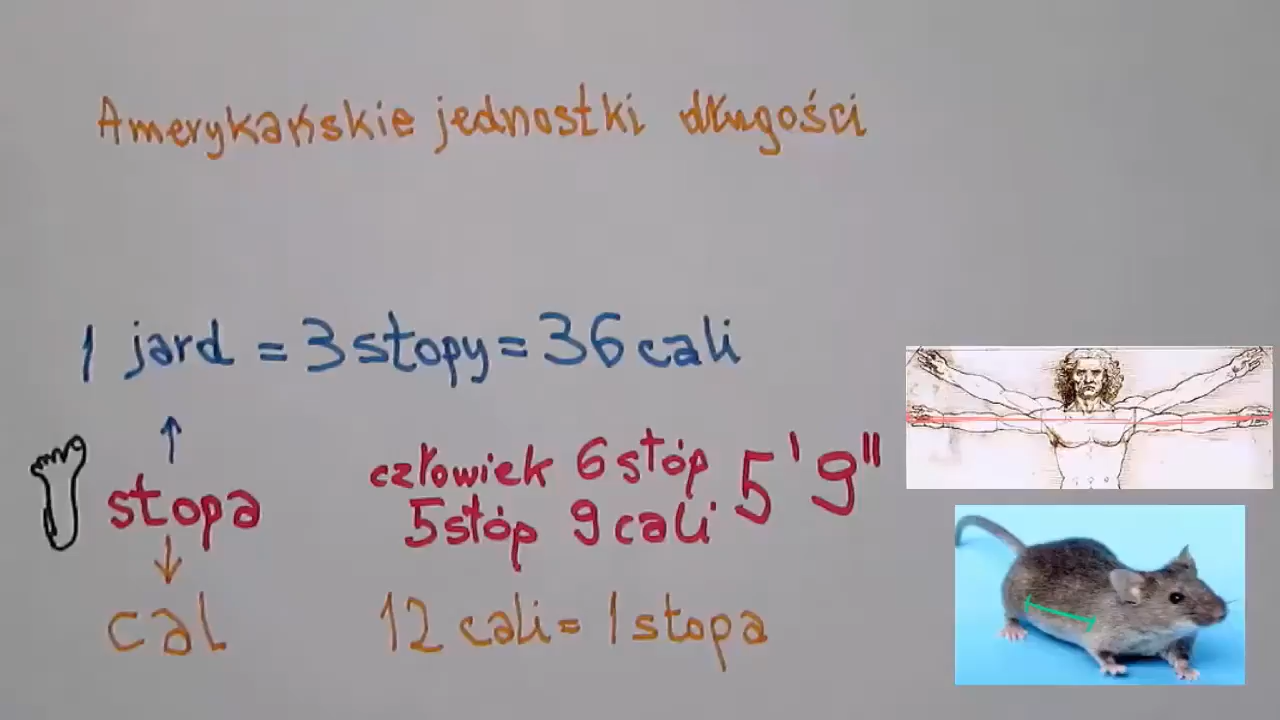 Amerykańskie jednostki długości
1 jard = 3 stopy = 36 cali
człowiek 6 stóp
5 stóp 9 cali 5' 9"
stopa
cal
12 cali = 1 stopa